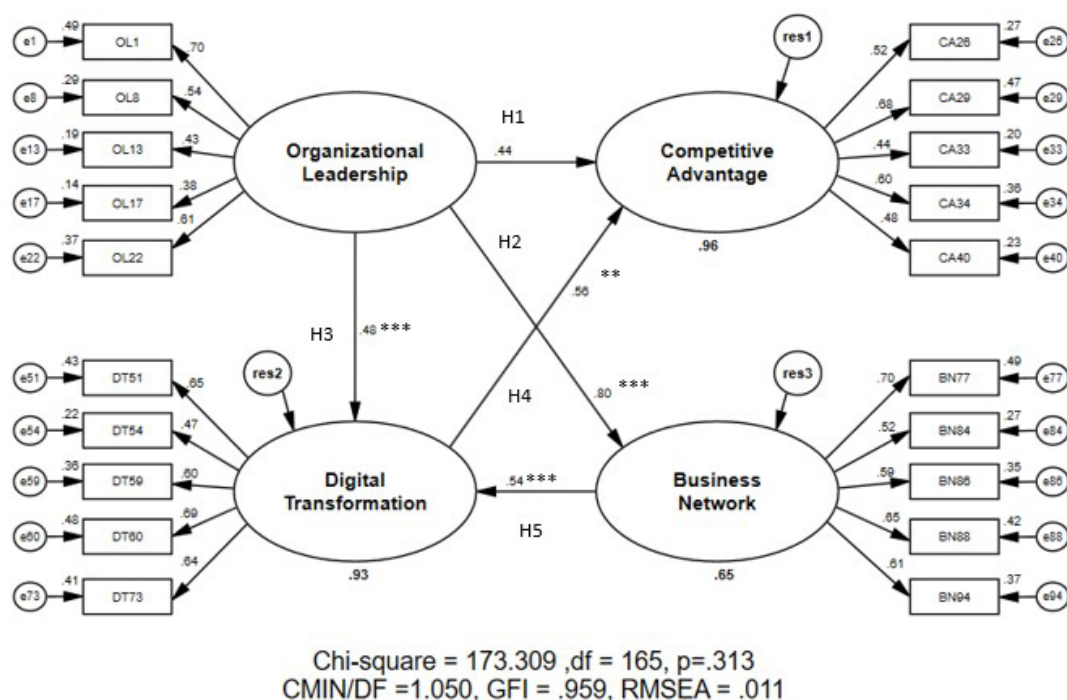 .49
e1
OL1
.70
.29
e8
OL8
.54
.19
e13
OL13
.43
.14
e17
OL17
.38
.37
e22
OL22
.61
Organizational
Leadership
H1
.44
res1
Competitive
Advantage
.96
.52
CA26
.27
e26
.68
CA29
.47
e29
.44
CA33
.20
e33
.60
CA34
.36
e34
.48
CA40
.23
e40
H2
.56 **
H3
.48 ***
H4
.80 ***
.43
e51
DT51
.65
.22
e54
DT54
.47
.36
e59
DT59
.60
.48
e60
DT60
.69
.41
e73
DT73
.64
res2
Digital
Transformation
.93
.54 ***
H5
res3
Business
Network
.65
.70
BN77
.49
e77
.52
BN84
.27
e84
.59
BN86
.35
e86
.65
BN88
.42
e88
.61
BN94
.37
e94
Chi-square = 173.309 ,df = 165, p=.313
CMIN/DF =1.050, GFI = .959, RMSEA = .011